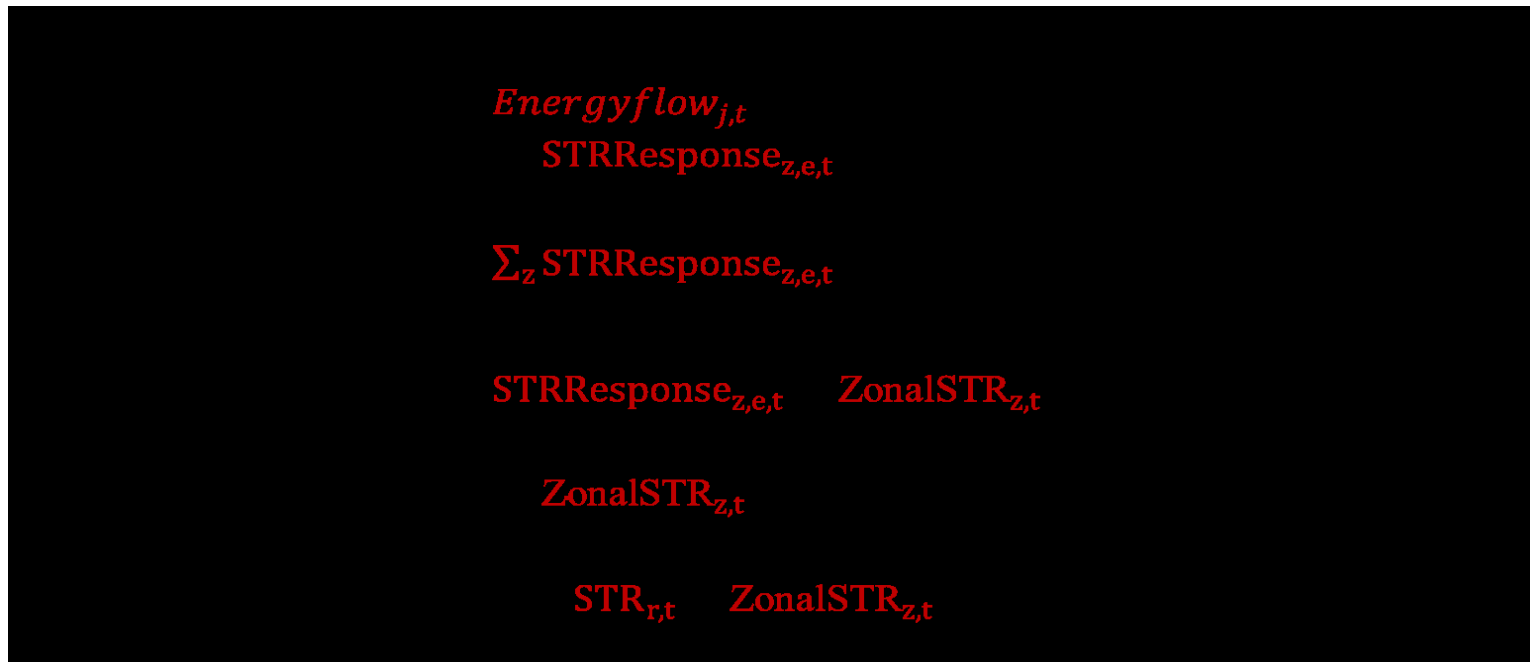 Energyflow_{j,t}
STRResponse_{z,e,t}
∑_z STRResponse_{z,e,t}
STRResponse_{z,e,t} ZonalSTR_{z,t}
ZonalSTR_{z,t}
STR_{r,t} ZonalSTR_{z,t}